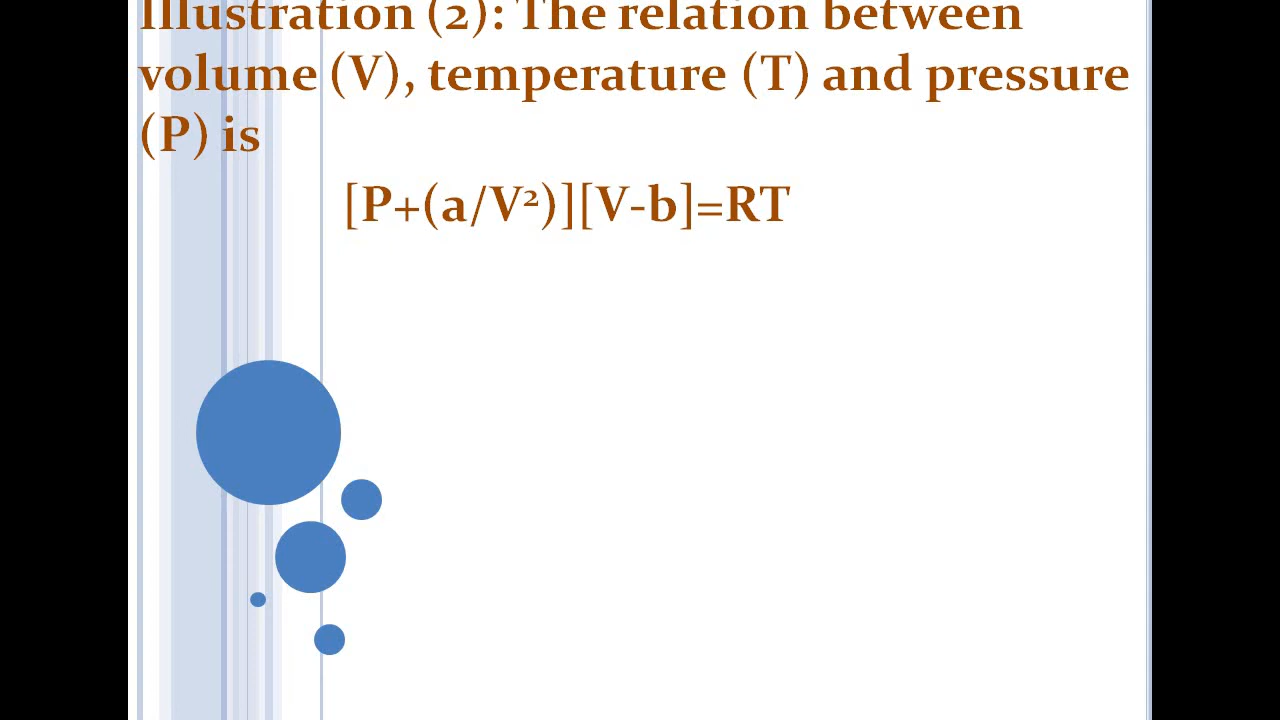 Illustration (2): The relation between
volume (V), temperature (T) and pressure
(P) is
[P+(a/V²)][V-b]=RT